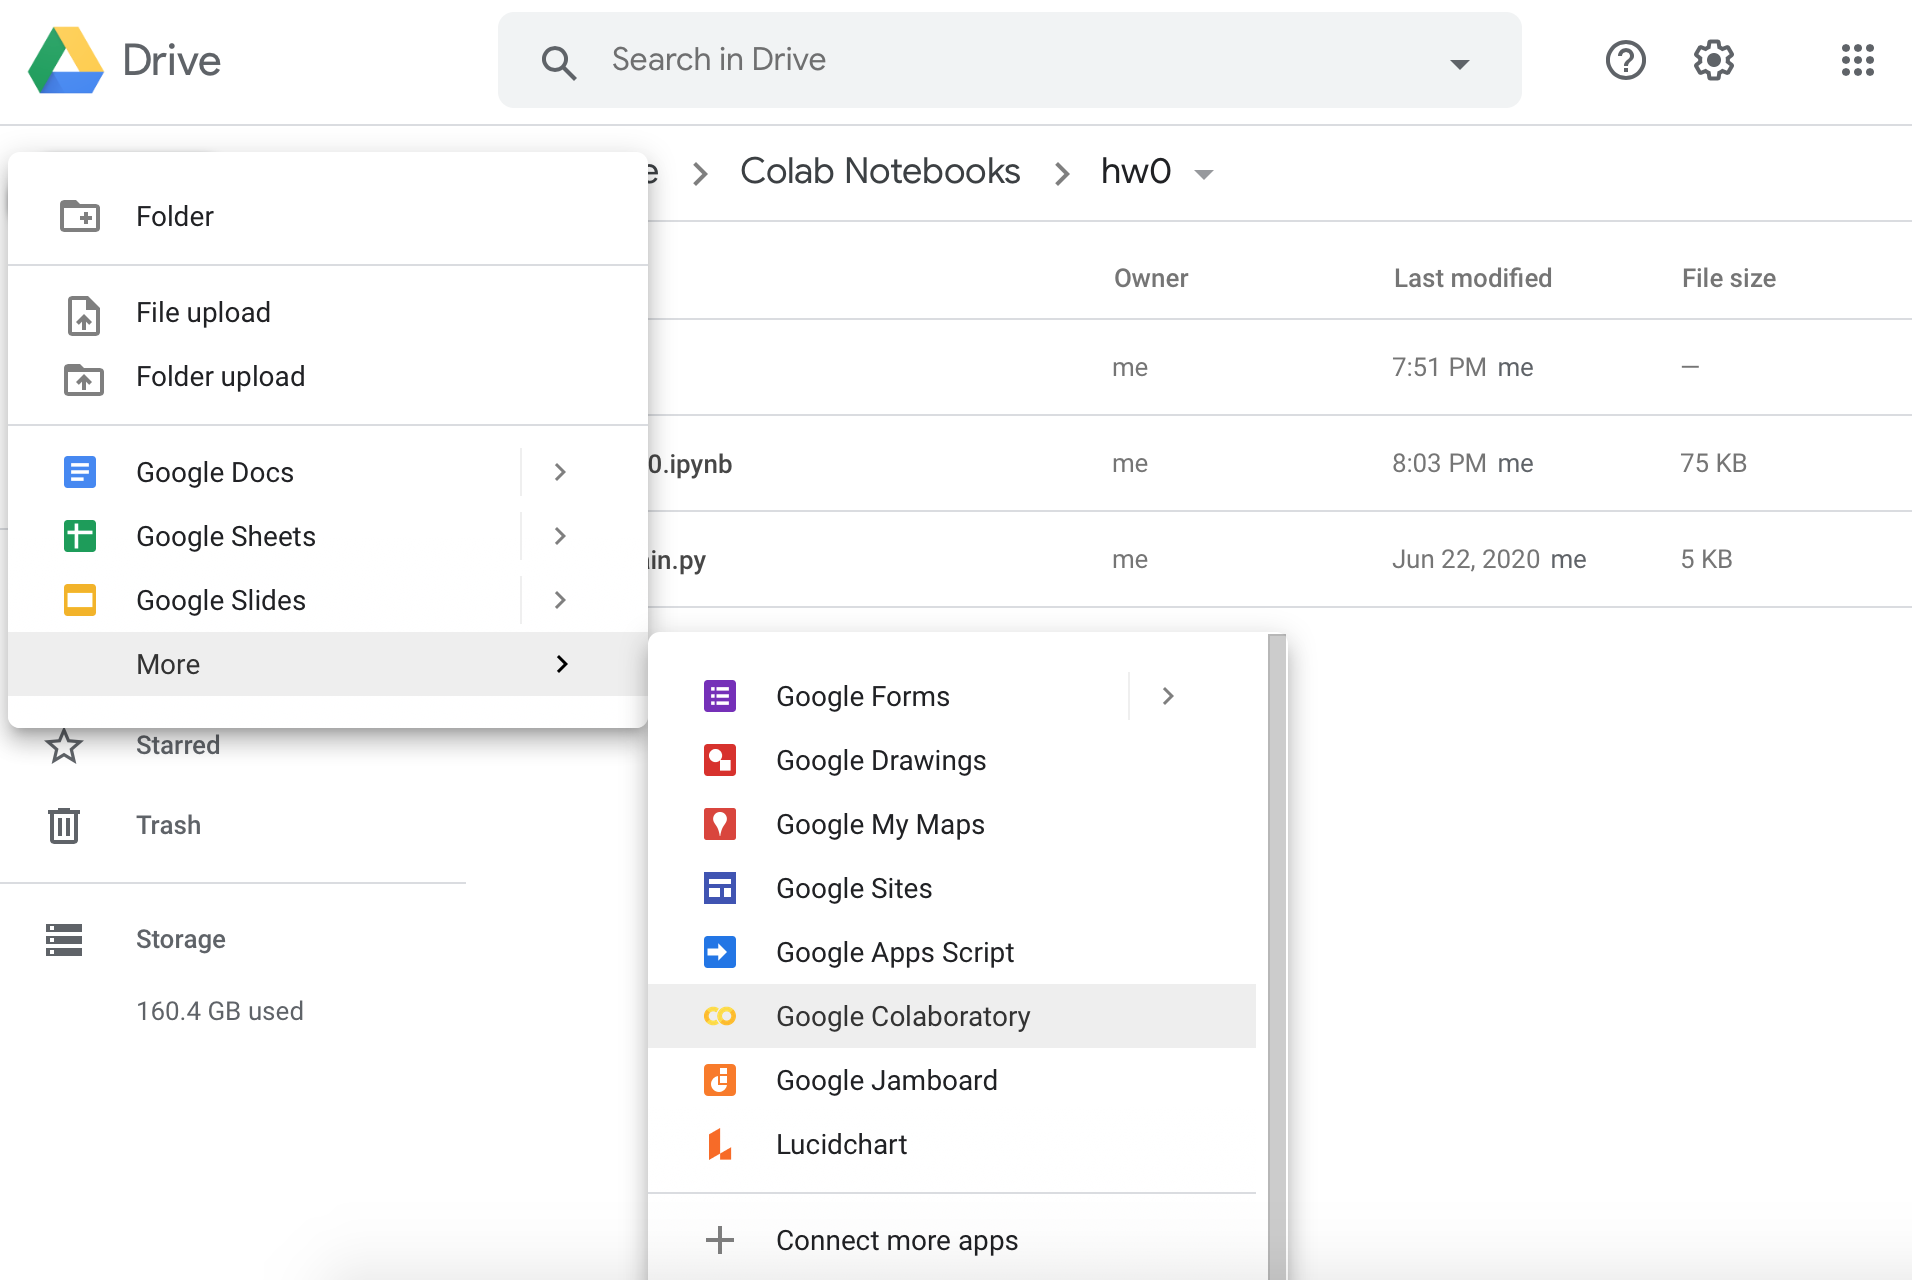 Drive
Search in Drive
e > Colab Notebooks > hw0
Folder
Owner Last modified File size
File upload
me 7:51 PM me —
Folder upload
Google Docs
0.ipynb me 8:03 PM me 75 KB
Google Sheets
in.py me Jun 22, 2020 me 5 KB
Google Slides
More
Google Forms
Starred
Google Drawings
Trash
Google My Maps
Google Sites
Storage
Google Apps Script
160.4 GB used
Google Colaboratory
Google Jamboard
Lucidchart
Connect more apps